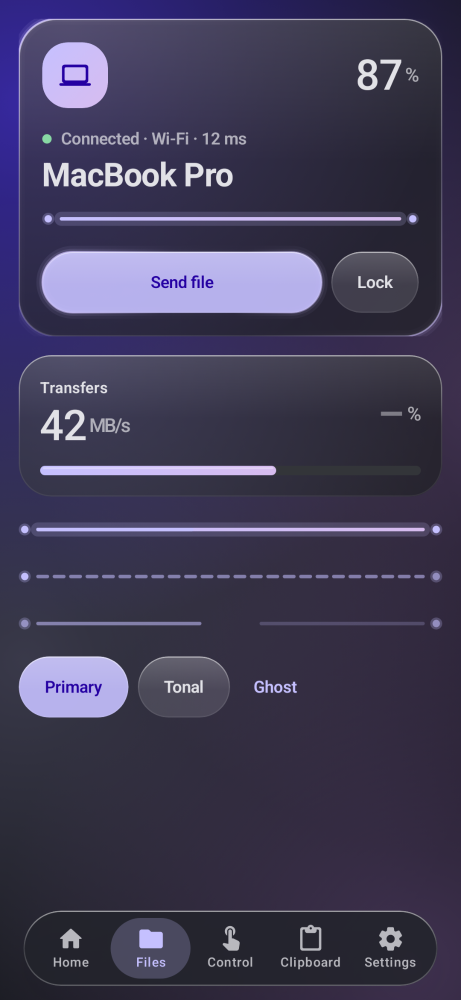 87%
Connected · Wi-Fi · 12 ms
MacBook Pro
Send file
Lock
Transfers
42 MB/s
— %
Primary
Tonal
Ghost
Home
Files
Control
Clipboard
Settings